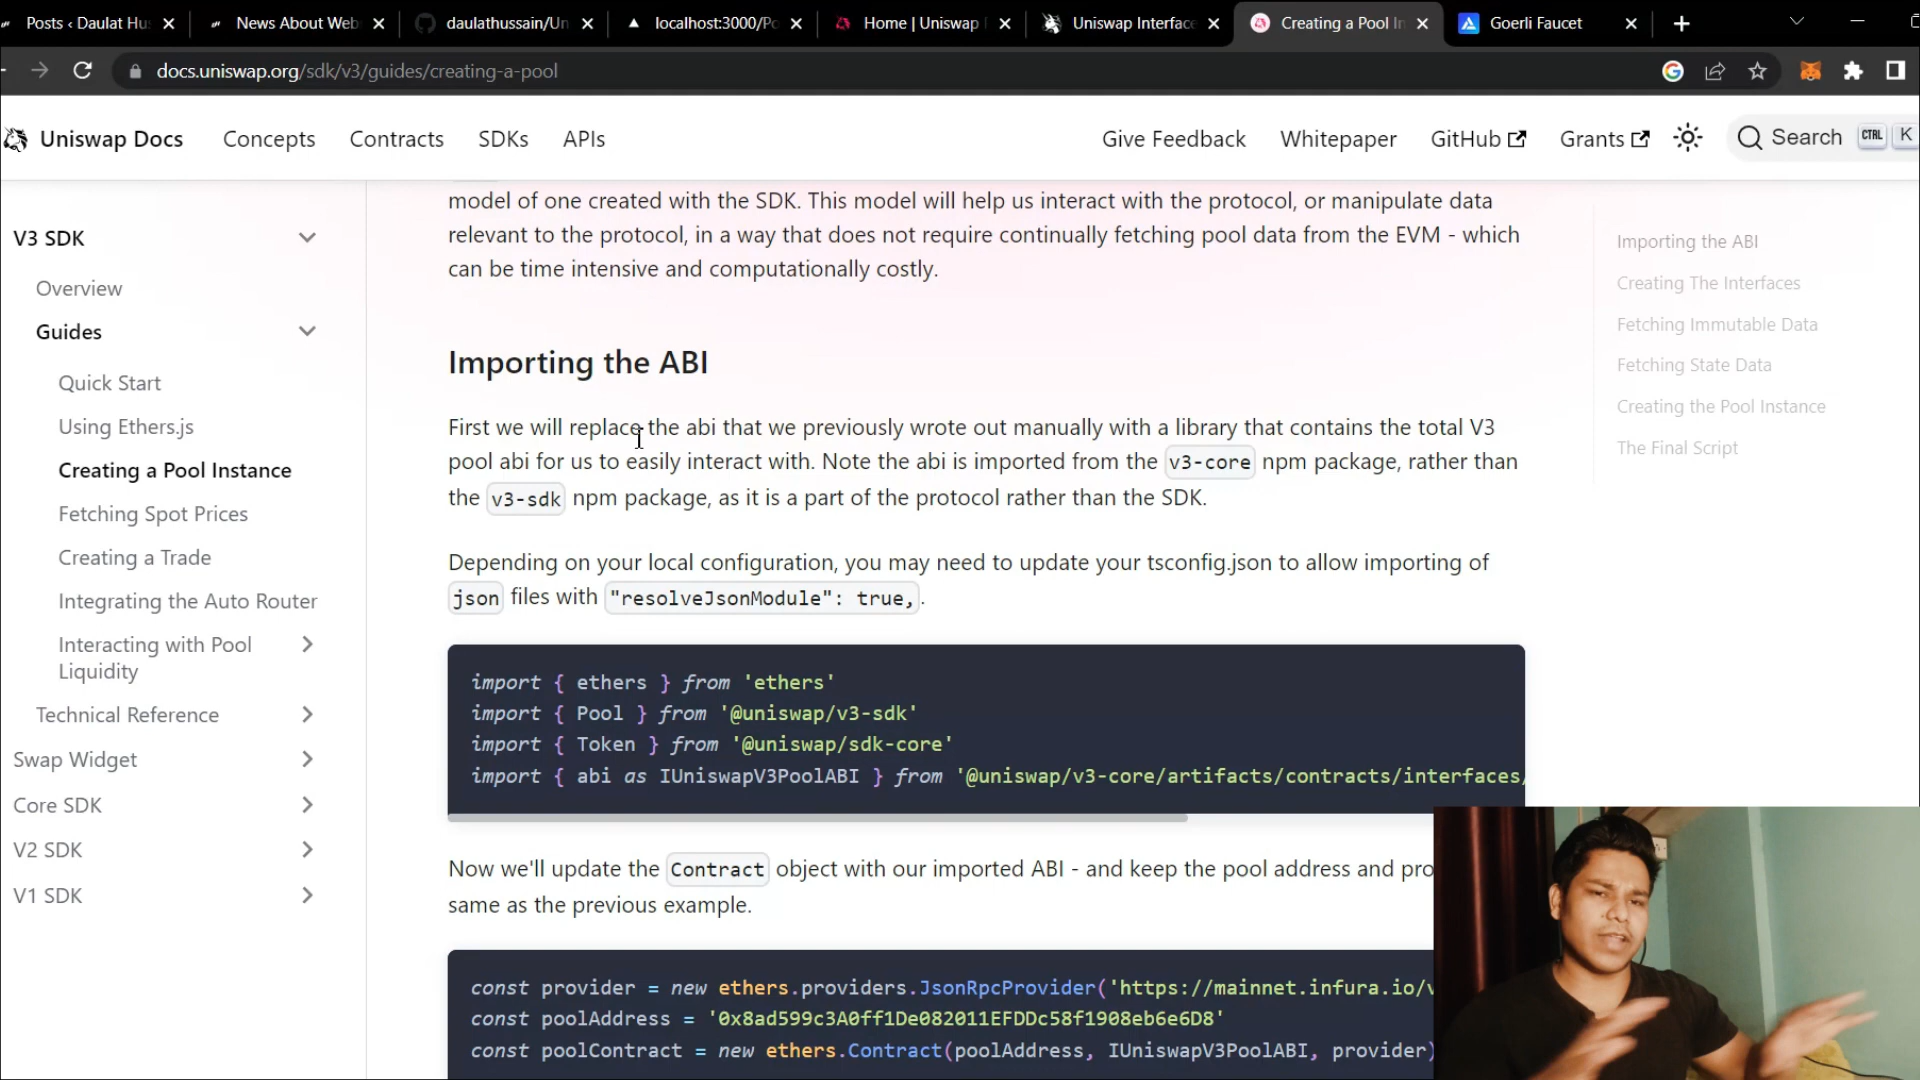 Posts ‹ Daulat Hus
News About Web
daulathussain/Un
localhost:3000/Po
Home | Uniswap
Uniswap Interface
Creating a Pool In
Goerli Faucet
docs.uniswap.org/sdk/v3/guides/creating-a-pool
Uniswap Docs
Concepts
Contracts
SDKs
APIs
Give Feedback
Whitepaper
GitHub
Grants
Search
CTRL
K
V3 SDK
Overview
Guides
Quick Start
Using Ethers.js
Creating a Pool Instance
Fetching Spot Prices
Creating a Trade
Integrating the Auto Router
Interacting with Pool
Liquidity
Technical Reference
Swap Widget
Core SDK
V2 SDK
V1 SDK
model of one created with the SDK. This model will help us interact with the protocol, or manipulate data
relevant to the protocol, in a way that does not require continually fetching pool data from the EVM - which
can be time intensive and computationally costly.
Importing the ABI
First we will replace the abi that we previously wrote out manually with a library that contains the total V3
pool abi for us to easily interact with. Note the abi is imported from the v3-core npm package, rather than
the v3-sdk npm package, as it is a part of the protocol rather than the SDK.
Depending on your local configuration, you may need to update your tsconfig.json to allow importing of
json files with "resolveJsonModule": true,.
import { ethers } from 'ethers'
import { Pool } from '@uniswap/v3-sdk'
import { Token } from '@uniswap/sdk-core'
import { abi as IUniswapV3PoolABI } from '@uniswap/v3-core/artifacts/contracts/interfaces/
Now we'll update the Contract object with our imported ABI - and keep the pool address and pro
same as the previous example.
const provider = new ethers.providers.JsonRpcProvider('https://mainnet.infura.io/v
const poolAddress = '0x8ad599c3A0ff1De082011EFDDc58f1908eb6e6D8'
const poolContract = new ethers.Contract(poolAddress, IUniswapV3PoolABI, provider)
Importing the ABI
Creating The Interfaces
Fetching Immutable Data
Fetching State Data
Creating the Pool Instance
The Final Script